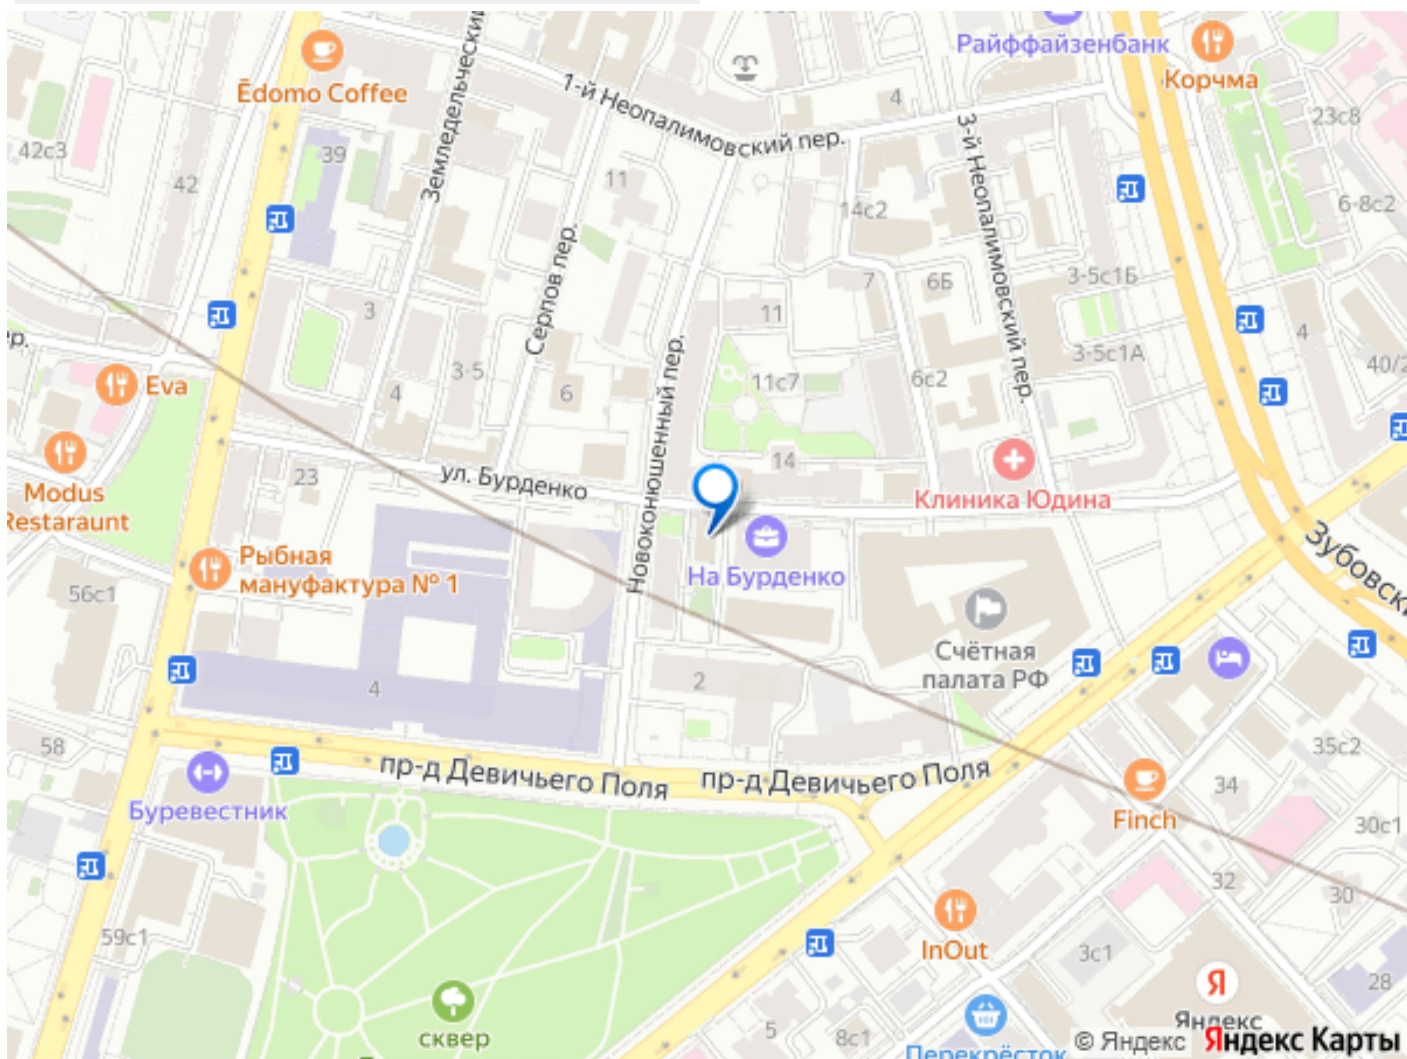 Райффайзенбанк
Корчма
Ēdomo Coffee
Земледельческий
1-й Неопалимовский пер.
4
23с8
42с3
39
42
11
3-й Неопалимовский пер.
14с2
6-8с2
Серпов пер.
7
6Б
3-5с1Б
3
11
4
3-5с1А
40/2
Eva
4
3-5
6
Новоконюшенный пер.
11с7
6с2
14
Modus
Restaraunt
23
ул. Бурденко
Клиника Юдина
Рыбная
мануфактура № 1
На Бурденко
Зубовски
56с1
Счётная
палата РФ
4
2
58
35с2
пр-д Девичьего Поля
пр-д Девичьего Поля
Буревестник
34
Finch
30с1
32
30
59с1
InOut
3с1
28
сквер
5
8с1
Перекрёсток
Яндекс
© Яндекс Яндекс Карты